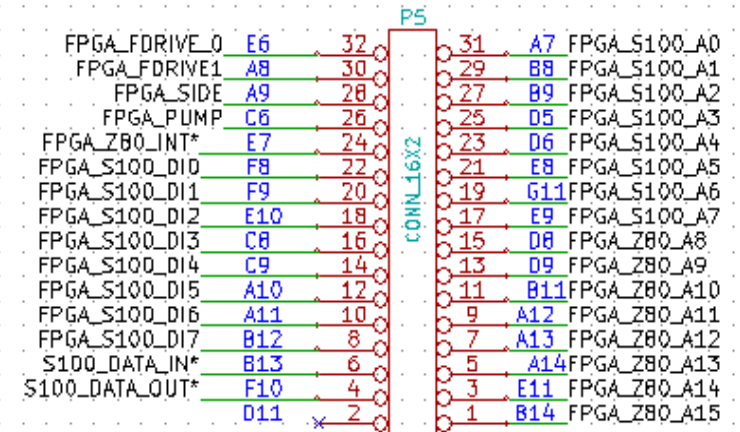 P5
FPGA_FDRIVE_0 E6 32 31 A7 FPGA_S100_A0
FPGA_FDRIVE1 A8 30 29 B8 FPGA_S100_A1
FPGA_SIDE A9 28 27 B9 FPGA_S100_A2
FPGA_PUMP C6 26 25 D5 FPGA_S100_A3
FPGA_Z80_INT* E7 24 23 D6 FPGA_S100_A4
FPGA_S100_DI0 F8 22 21 E8 FPGA_S100_A5
FPGA_S100_DI1 F9 20 19 G11 FPGA_S100_A6
FPGA_S100_DI2 E10 18 17 E9 FPGA_S100_A7
FPGA_S100_DI3 C8 16 15 D8 FPGA_Z80_A8
FPGA_S100_DI4 C9 14 13 D9 FPGA_Z80_A9
FPGA_S100_DI5 A10 12 11 B11 FPGA_Z80_A10
FPGA_S100_DI6 A11 10 9 A12 FPGA_Z80_A11
FPGA_S100_DI7 B12 8 7 A13 FPGA_Z80_A12
S100_DATA_IN* B13 6 5 A14 FPGA_Z80_A13
S100_DATA_OUT* F10 4 3 E11 FPGA_Z80_A14
D11 2 1 B14 FPGA_Z80_A15
CONN_16X2